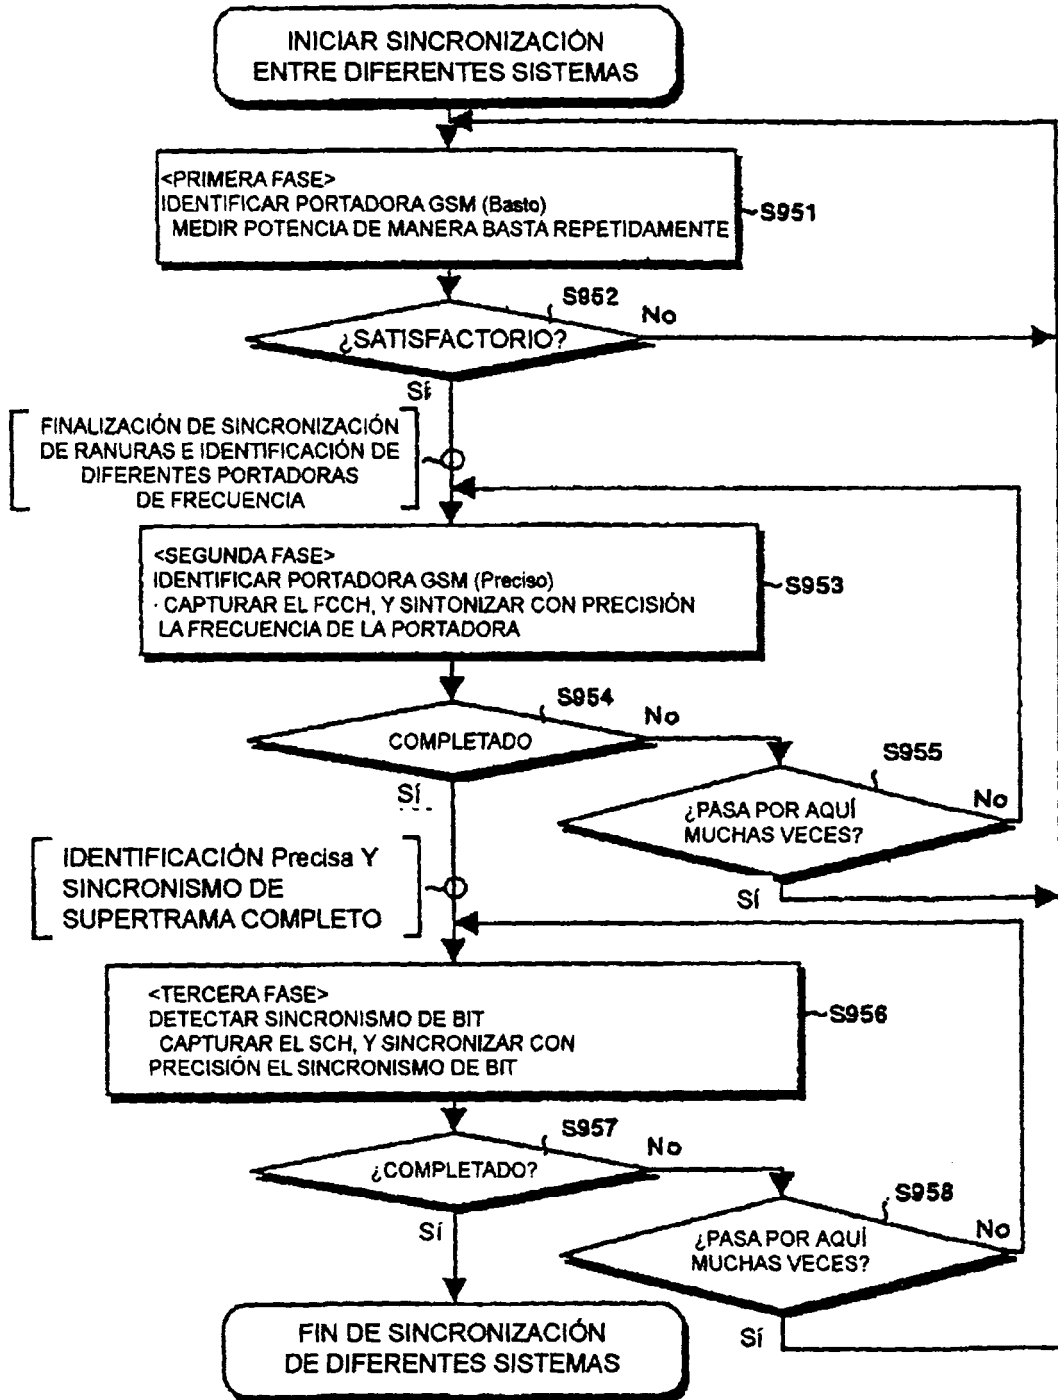 INICIAR SINCRONIZACIÓN
ENTRE DIFERENTES SISTEMAS
<PRIMERA FASE>
IDENTIFICAR PORTADORA GSM (Basto)
MEDIR POTENCIA DE MANERA BASTA REPETIDAMENTE
S951
S952
¿SATISFACTORIO?
No
Sí
FINALIZACIÓN DE SINCRONIZACIÓN
DE RANURAS E IDENTIFICACIÓN DE
DIFERENTES PORTADORAS
DE FRECUENCIA
<SEGUNDA FASE>
IDENTIFICAR PORTADORA GSM (Preciso)
· CAPTURAR EL FCCH, Y SINTONIZAR CON PRECISIÓN
LA FRECUENCIA DE LA PORTADORA
S953
S954
COMPLETADO
No
Sí
S955
¿PASA POR AQUÍ
MUCHAS VECES?
No
Sí
IDENTIFICACIÓN Precisa Y
SINCRONISMO DE
SUPERTRAMA COMPLETO
<TERCERA FASE>
DETECTAR SINCRONISMO DE BIT
CAPTURAR EL SCH, Y SINCRONIZAR CON
PRECISIÓN EL SINCRONISMO DE BIT
S956
S957
¿COMPLETADO?
No
Sí
S958
¿PASA POR AQUÍ
MUCHAS VECES?
No
Sí
FIN DE SINCRONIZACIÓN
DE DIFERENTES SISTEMAS